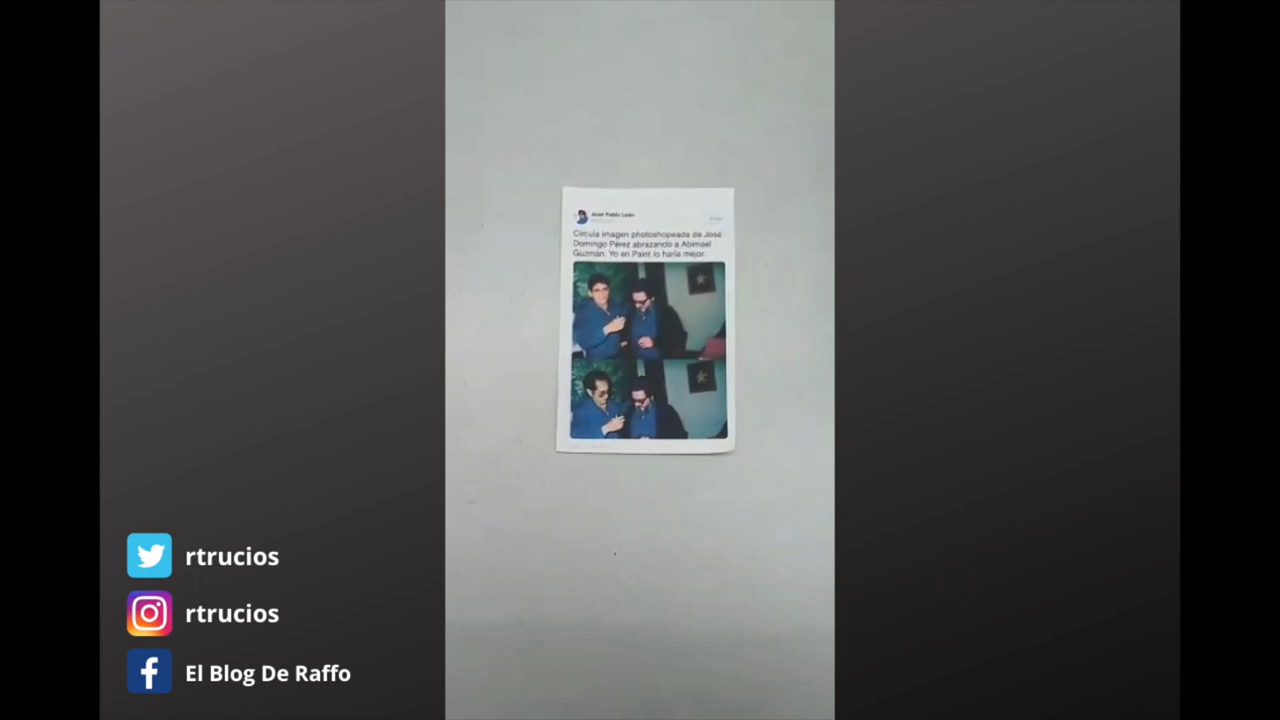 Juan Pablo León
Circula imagen photoshopeada de José
Domingo Pérez abrazando a Abimael
Guzmán. Yo en Paint lo haría mejor.
rtrucios
rtrucios
El Blog De Raffo